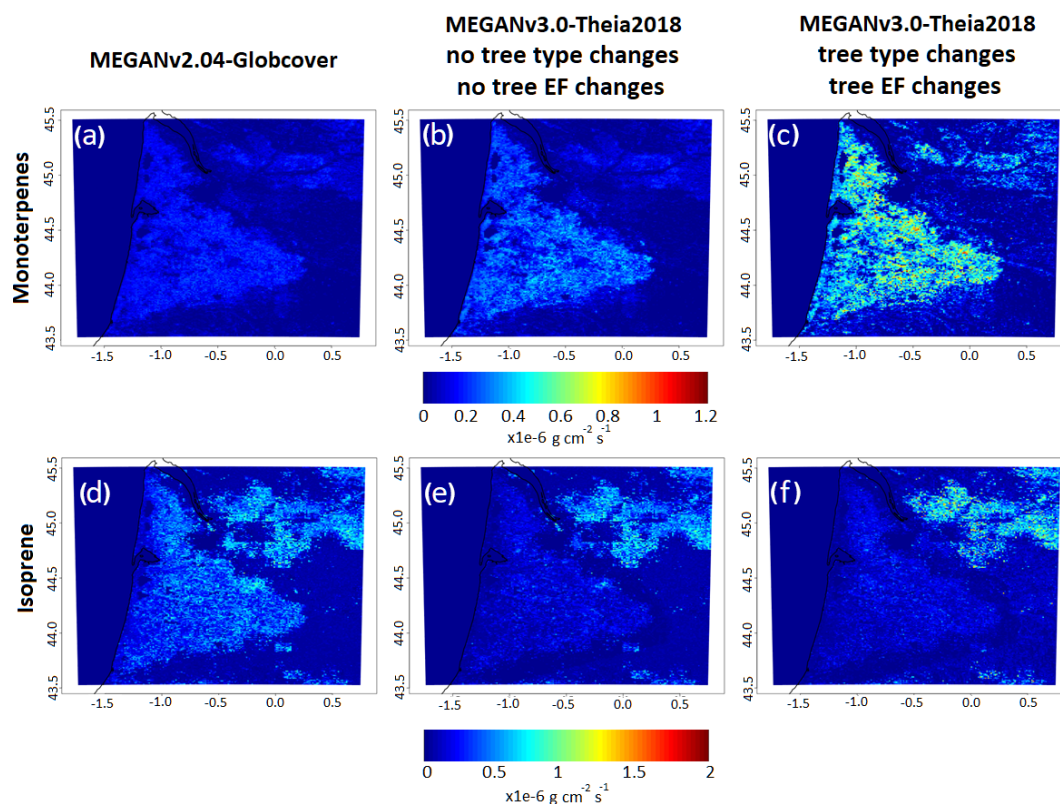 MEGANv2.04-Globcover
MEGANv3.0-Theia2018
no tree type changes
no tree EF changes
MEGANv3.0-Theia2018
tree type changes
tree EF changes
Monoterpenes
(a)
45.5
45.0
44.5
44.0
43.5
-1.5 -1.0 -0.5 0.0 0.5
(b)
45.5
45.0
44.5
44.0
43.5
-1.5 -1.0 -0.5 0.0 0.5
(c)
45.5
45.0
44.5
44.0
43.5
-1.5 -1.0 -0.5 0.0 0.5
0 0.2 0.4 0.6 0.8 1 1.2
x1e-6 g cm⁻² s⁻¹
Isoprene
(d)
45.5
45.0
44.5
44.0
43.5
-1.5 -1.0 -0.5 0.0 0.5
(e)
45.5
45.0
44.5
44.0
43.5
-1.5 -1.0 -0.5 0.0 0.5
(f)
45.5
45.0
44.5
44.0
43.5
-1.5 -1.0 -0.5 0.0 0.5
0 0.5 1 1.5 2
x1e-6 g cm⁻² s⁻¹